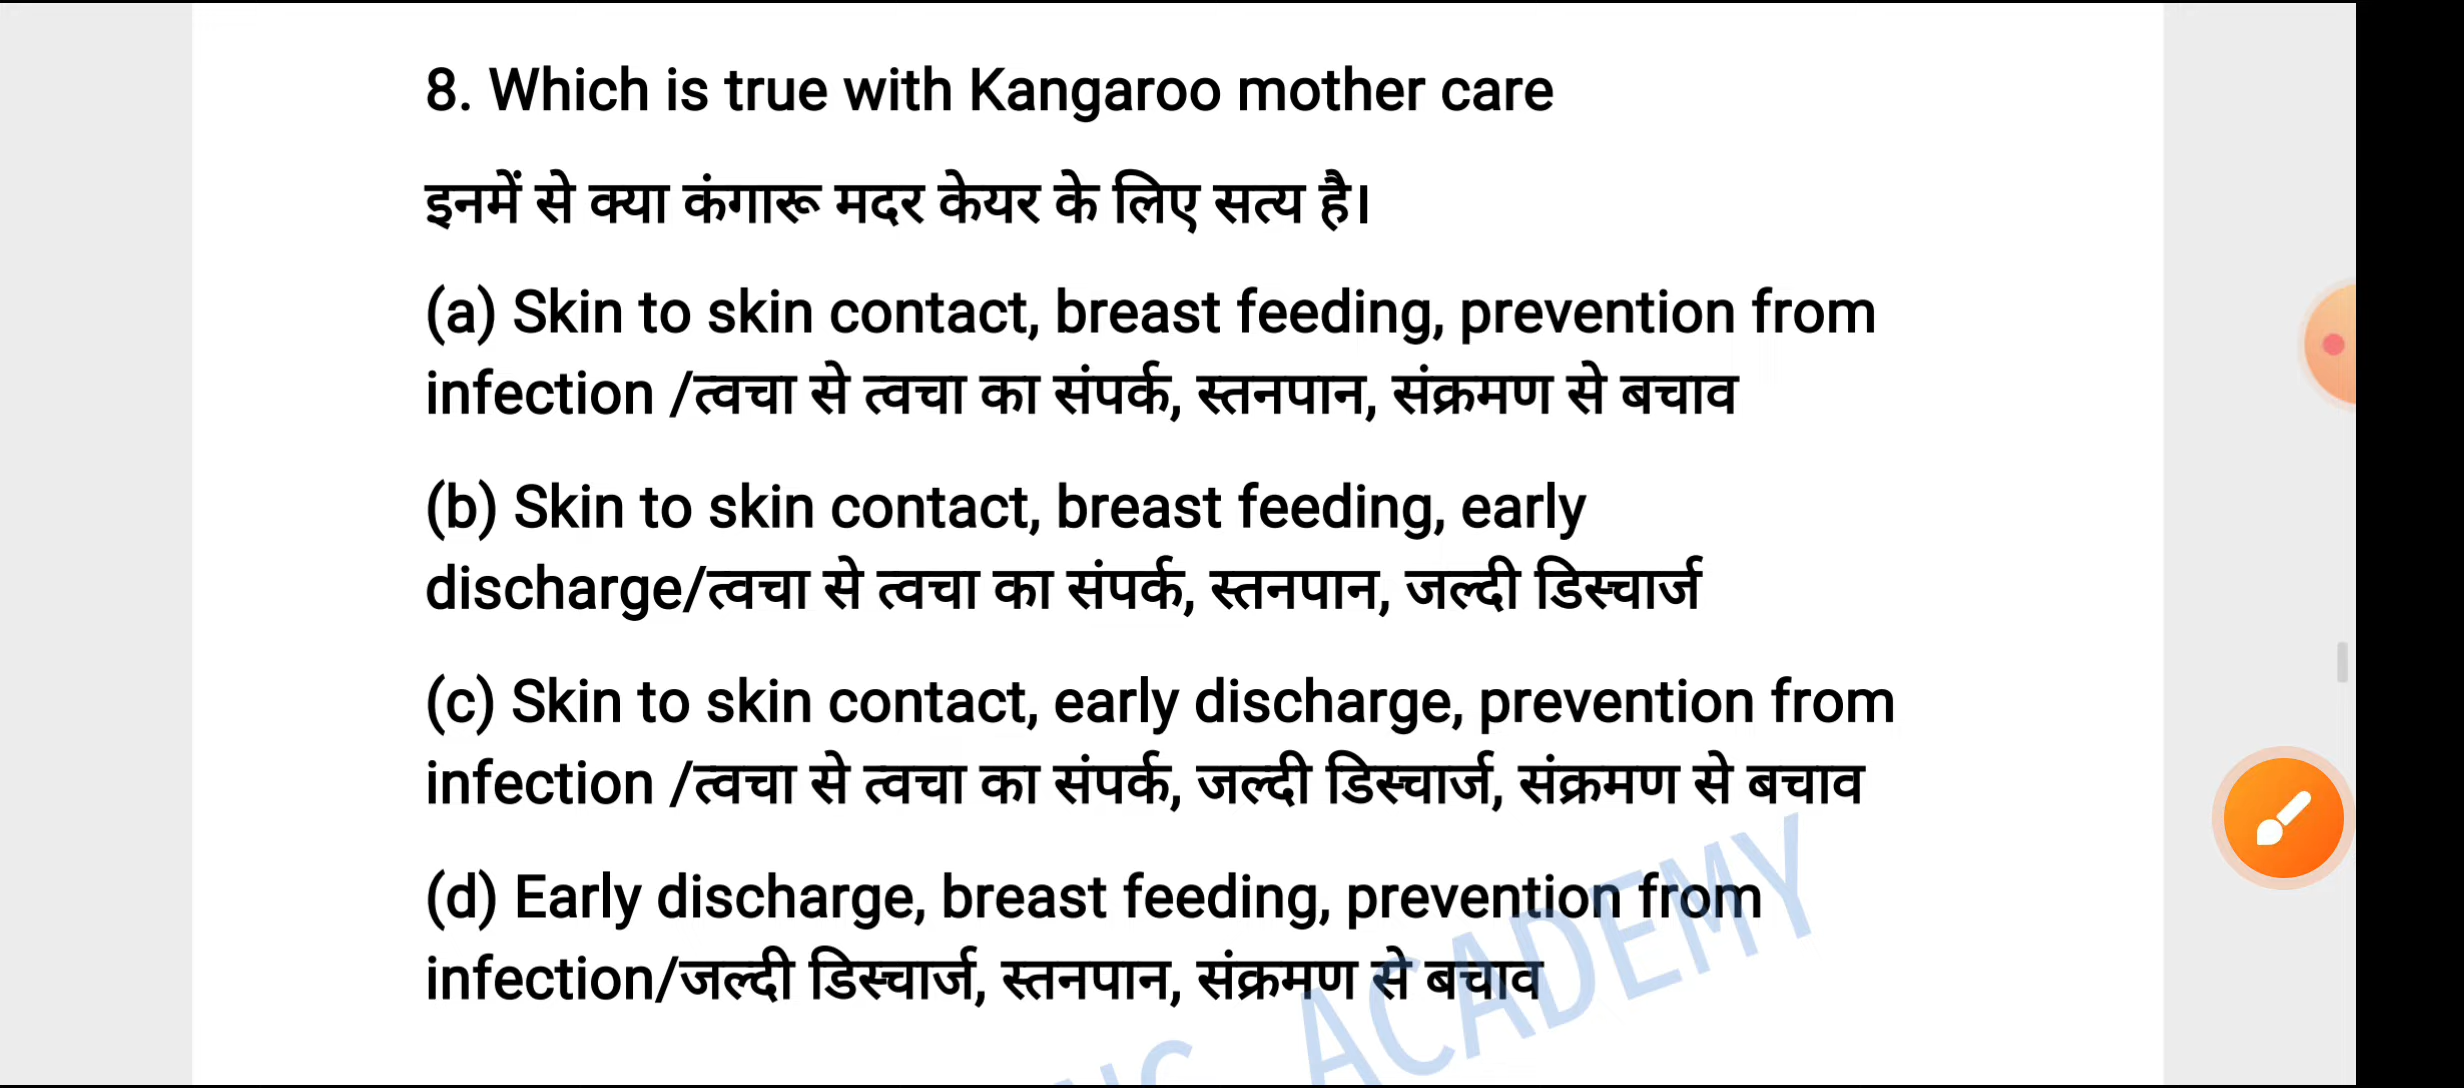 8. Which is true with Kangaroo mother care
इनमें से क्या कंगारू मदर केयर के लिए सत्य है।
(a) Skin to skin contact, breast feeding, prevention from
infection /त्वचा से त्वचा का संपर्क, स्तनपान, संक्रमण से बचाव
(b) Skin to skin contact, breast feeding, early
discharge/त्वचा से त्वचा का संपर्क, स्तनपान, जल्दी डिस्चार्ज
(c) Skin to skin contact, early discharge, prevention from
infection /त्वचा से त्वचा का संपर्क, जल्दी डिस्चार्ज, संक्रमण से बचाव
(d) Early discharge, breast feeding, prevention from
infection/जल्दी डिस्चार्ज, स्तनपान, संक्रमण से बचाव
ACADEMY